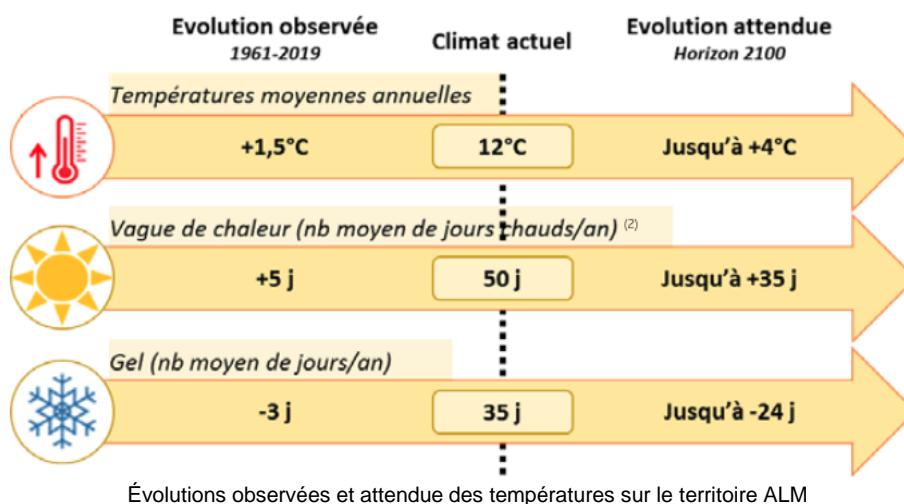 Evolution observée
1961-2019
Climat actuel
Evolution attendue
Horizon 2100
Températures moyennes annuelles
+1,5°C
12°C
Jusqu'à +4°C
Vague de chaleur (nb moyen de jours chauds/an) (2)
+5 j
50 j
Jusqu'à +35 j
Gel (nb moyen de jours/an)
-3 j
35 j
Jusqu'à -24 j
Évolutions observées et attendue des températures sur le territoire ALM